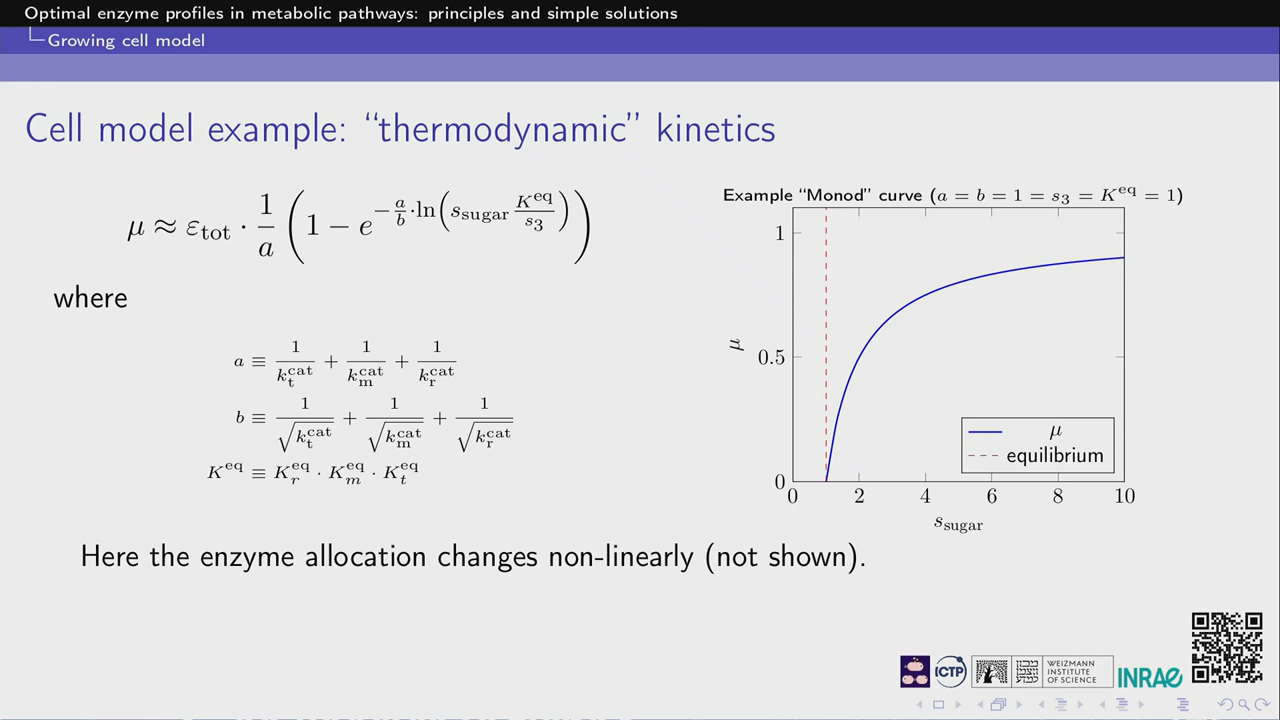 Optimal enzyme profiles in metabolic pathways: principles and simple solutions
Growing cell model
Cell model example: “thermodynamic” kinetics
μ ≈ ε_tot · 1/a (1 − e^{−a/b · ln(s_sugar K^eq/s_3)})
where
a ≡ 1/k_t^cat + 1/k_m^cat + 1/k_r^cat
b ≡ 1/√(k_t^cat) + 1/√(k_m^cat) + 1/√(k_r^cat)
K^eq ≡ K_r^eq · K_m^eq · K_t^eq
Example “Monod” curve (a = b = 1 = s_3 = K^eq = 1)
1
0.5
0
μ
μ
equilibrium
0 2 4 6 8 10
s_sugar
Here the enzyme allocation changes non-linearly (not shown).
ICTP
מכון
ויצמן
למדע
WEIZMANN
INSTITUTE
OF SCIENCE
INRAE